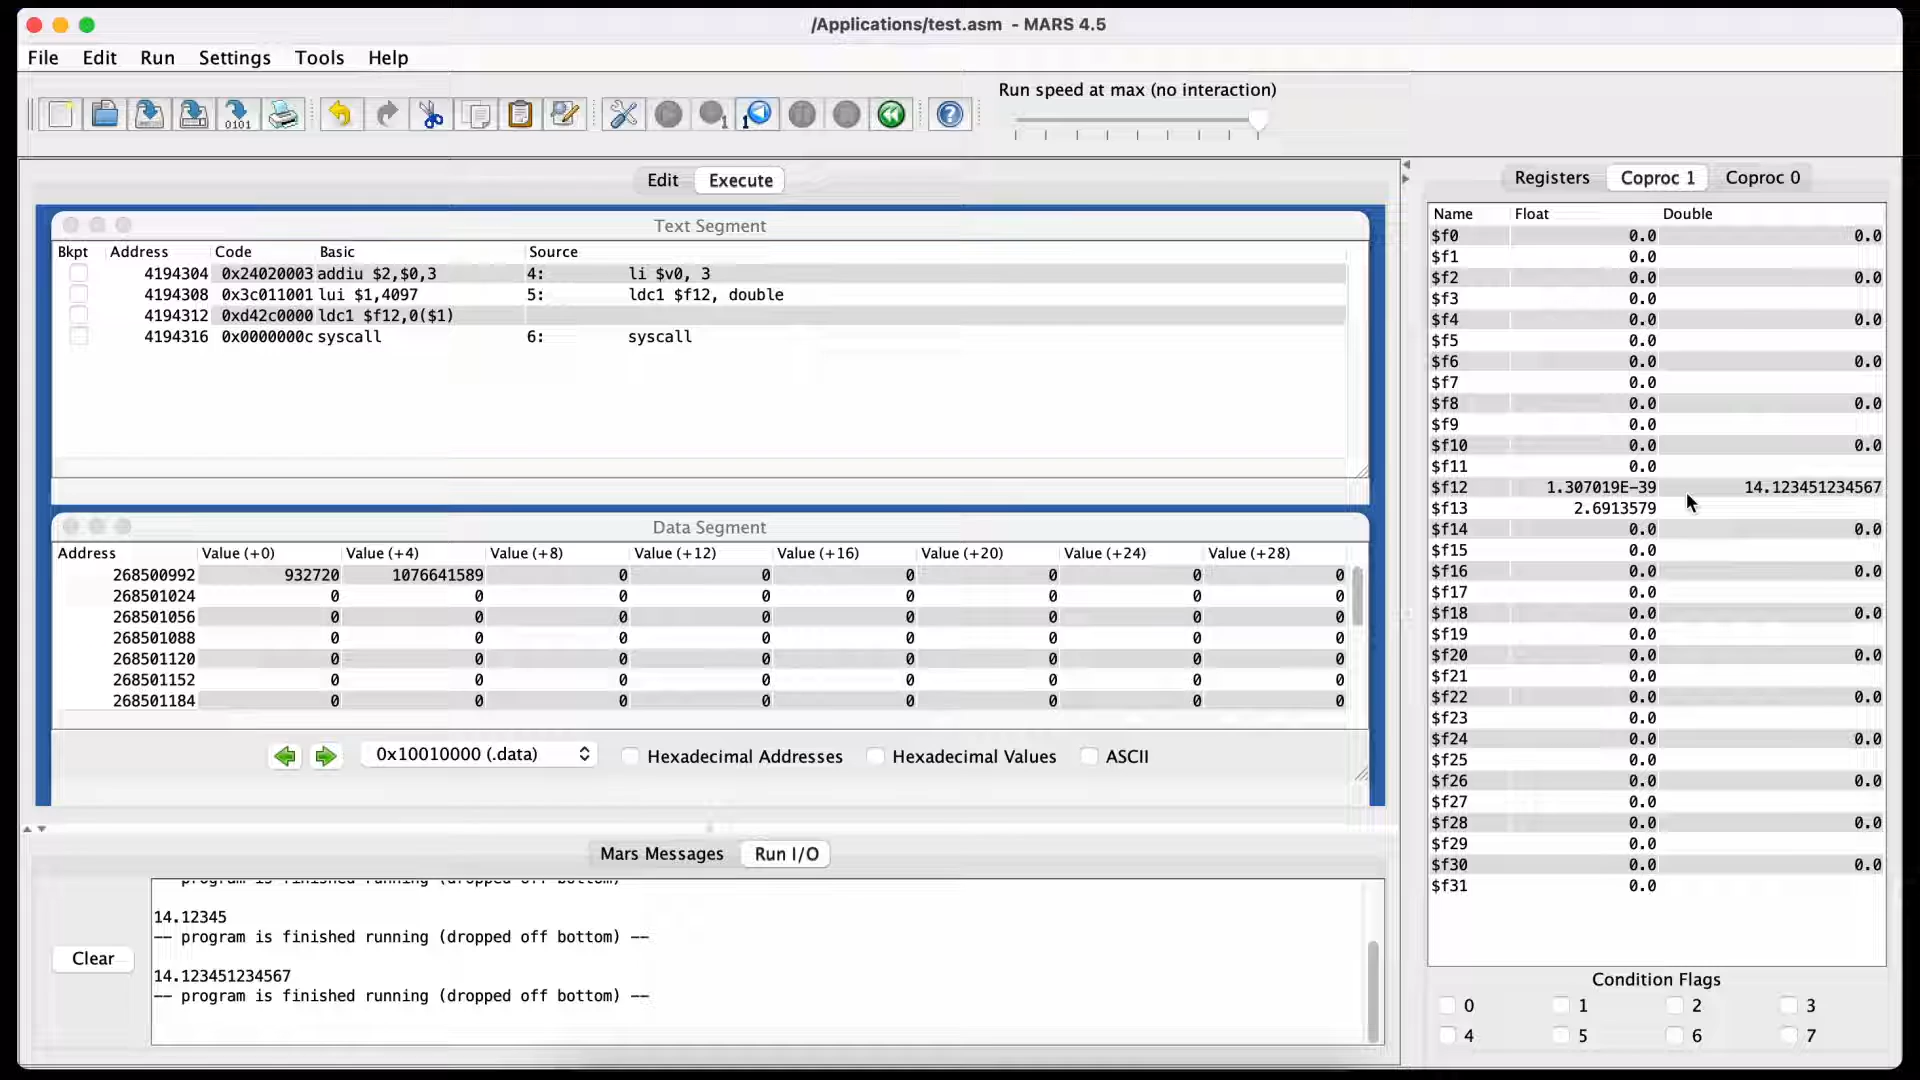 /Applications/test.asm - MARS 4.5
File Edit Run Settings Tools Help
Run speed at max (no interaction)
Edit Execute
Registers Coproc 1 Coproc 0
Text Segment
Bkpt Address Code Basic Source
4194304 0x24020003 addiu $2,$0,3 4: li $v0, 3
4194308 0x3c011001 lui $1,4097 5: ldc1 $f12, double
4194312 0xd42c0000 ldc1 $f12,0($1)
4194316 0x0000000c syscall 6: syscall
Data Segment
Address Value (+0) Value (+4) Value (+8) Value (+12) Value (+16) Value (+20) Value (+24) Value (+28)
268500992 932720 1076641589 0 0 0 0 0 0
268501024 0 0 0 0 0 0 0 0
268501056 0 0 0 0 0 0 0 0
268501088 0 0 0 0 0 0 0 0
268501120 0 0 0 0 0 0 0 0
268501152 0 0 0 0 0 0 0 0
268501184 0 0 0 0 0 0 0 0
0x10010000 (.data) Hexadecimal Addresses Hexadecimal Values ASCII
Mars Messages Run I/O
program is finished running (dropped off bottom)
14.12345
-- program is finished running (dropped off bottom) --
14.123451234567
-- program is finished running (dropped off bottom) --
Clear
Name Float Double
$f0 0.0 0.0
$f1 0.0
$f2 0.0 0.0
$f3 0.0
$f4 0.0 0.0
$f5 0.0
$f6 0.0 0.0
$f7 0.0
$f8 0.0 0.0
$f9 0.0
$f10 0.0 0.0
$f11 0.0
$f12 1.307019E-39 14.123451234567
$f13 2.6913579
$f14 0.0 0.0
$f15 0.0
$f16 0.0 0.0
$f17 0.0
$f18 0.0 0.0
$f19 0.0
$f20 0.0 0.0
$f21 0.0
$f22 0.0 0.0
$f23 0.0
$f24 0.0 0.0
$f25 0.0
$f26 0.0 0.0
$f27 0.0
$f28 0.0 0.0
$f29 0.0
$f30 0.0 0.0
$f31 0.0
Condition Flags
0 1 2 3
4 5 6 7